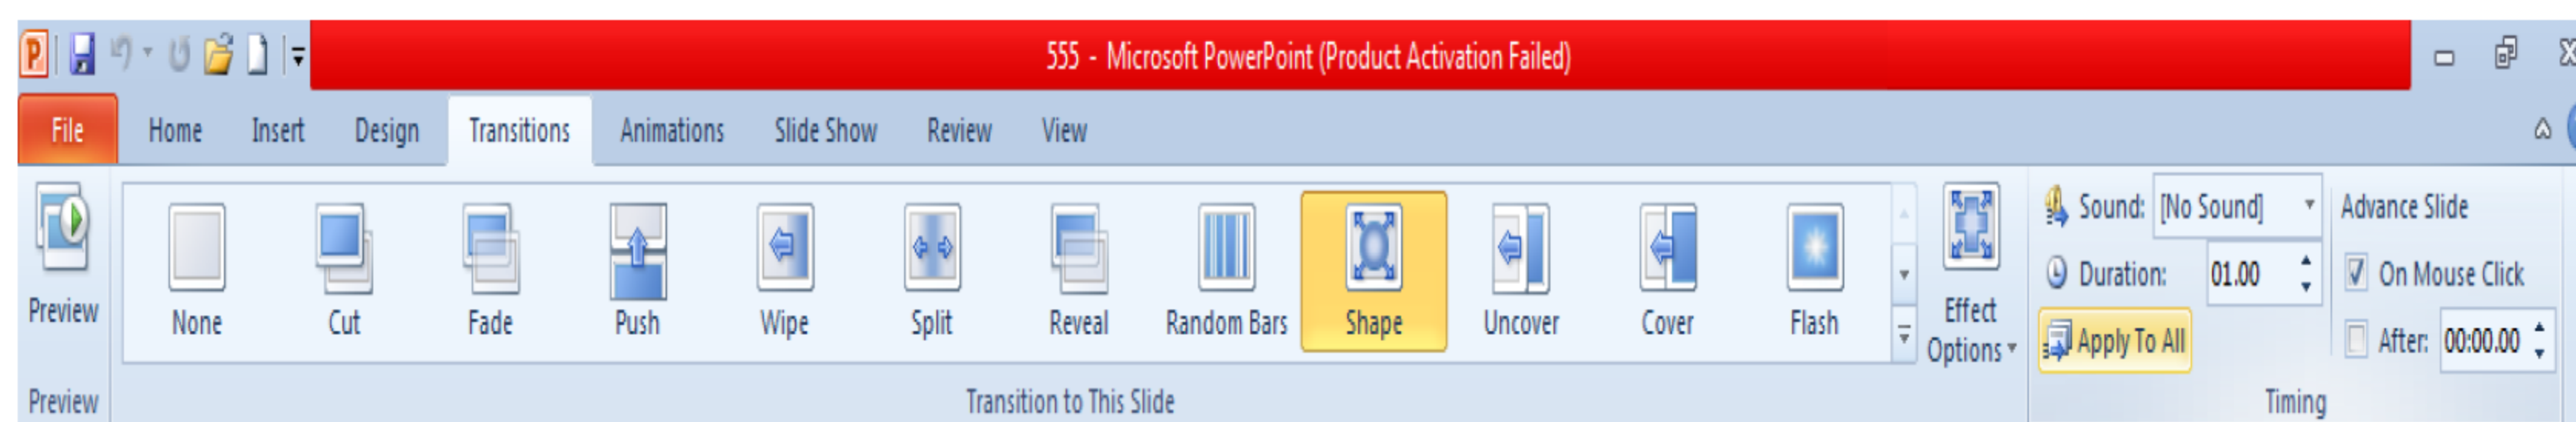 555 - Microsoft PowerPoint (Product Activation Failed)
File Home Insert Design Transitions Animations Slide Show Review View
Sound: [No Sound] Advance Slide
Duration: 01.00 On Mouse Click
Preview None Cut Fade Push Wipe Split Reveal Random Bars Shape Uncover Cover Flash Effect Options
Apply To All After: 00:00.00
Preview Transition to This Slide Timing